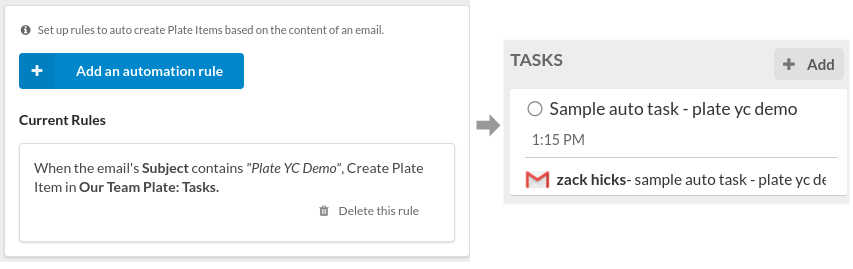 Set up rules to auto create Plate Items based on the content of an email.
Add an automation rule
Current Rules
When the email's Subject contains "Plate YC Demo", Create Plate
Item in Our Team Plate: Tasks.
Delete this rule
TASKS
Add
Sample auto task - plate yc demo
1:15 PM
zack hicks- sample auto task - plate yc